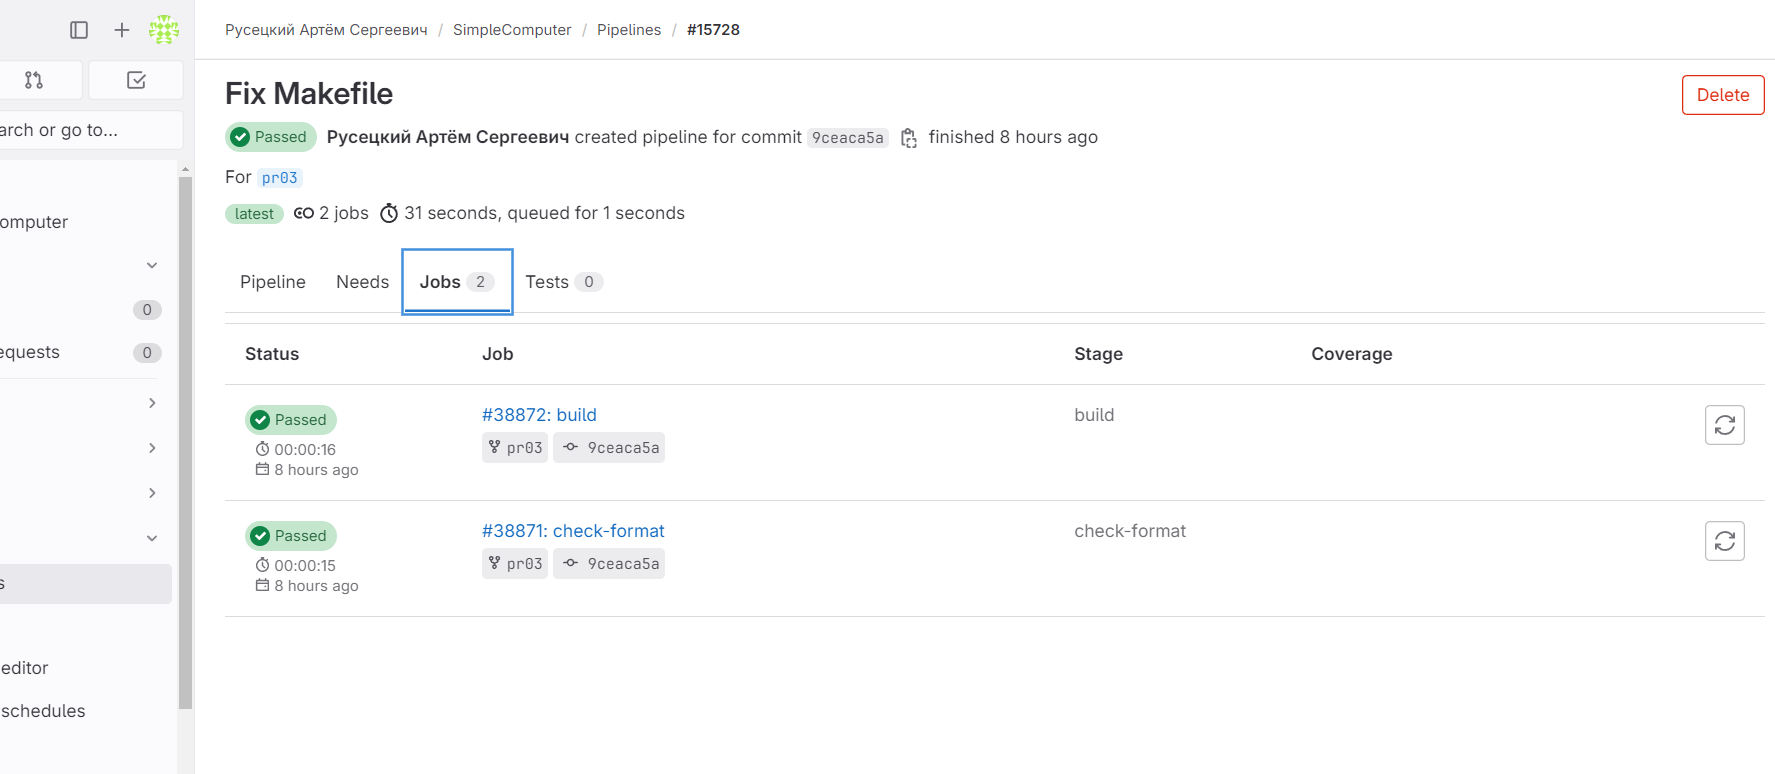 Русецкий Артём Сергеевич / SimpleComputer / Pipelines / #15728
arch or go to...
omputer
0
equests 0
s
editor
schedules
Fix Makefile
Delete
Passed Русецкий Артём Сергеевич created pipeline for commit 9ceaca5a finished 8 hours ago
For pr03
latest 2 jobs 31 seconds, queued for 1 seconds
Pipeline Needs Jobs 2 Tests 0
Status Job Stage Coverage
Passed #38872: build build
00:00:16 pr03 9ceaca5a
8 hours ago
Passed #38871: check-format check-format
00:00:15 pr03 9ceaca5a
8 hours ago